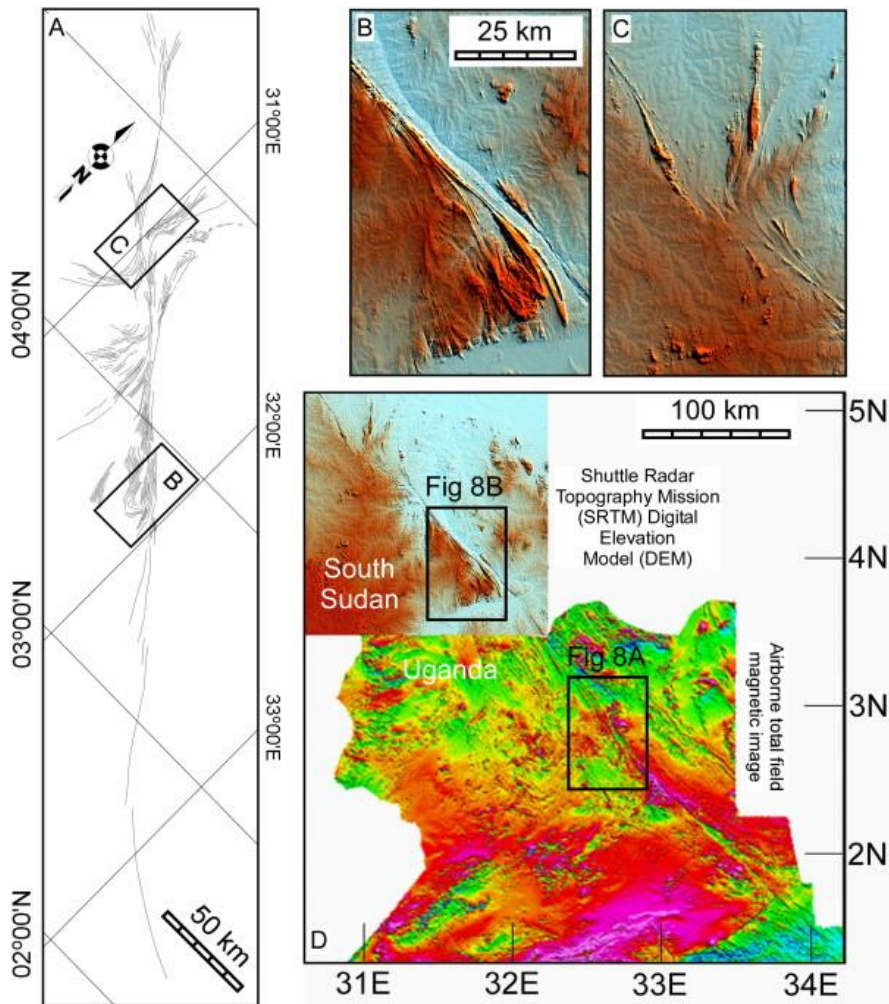 A
N
31°00'E
C
04°00'N
32°00'E
B
03°00'N
33°00'E
02°00'N
50 km
B
25 km
C
100 km
5N
Fig 8B
Shuttle Radar
Topography Mission
(SRTM) Digital
Elevation
Model (DEM)
4N
South
Sudan
Uganda
Fig 8A
Airborne total field
magnetic image
3N
2N
D
31E
32E
33E
34E